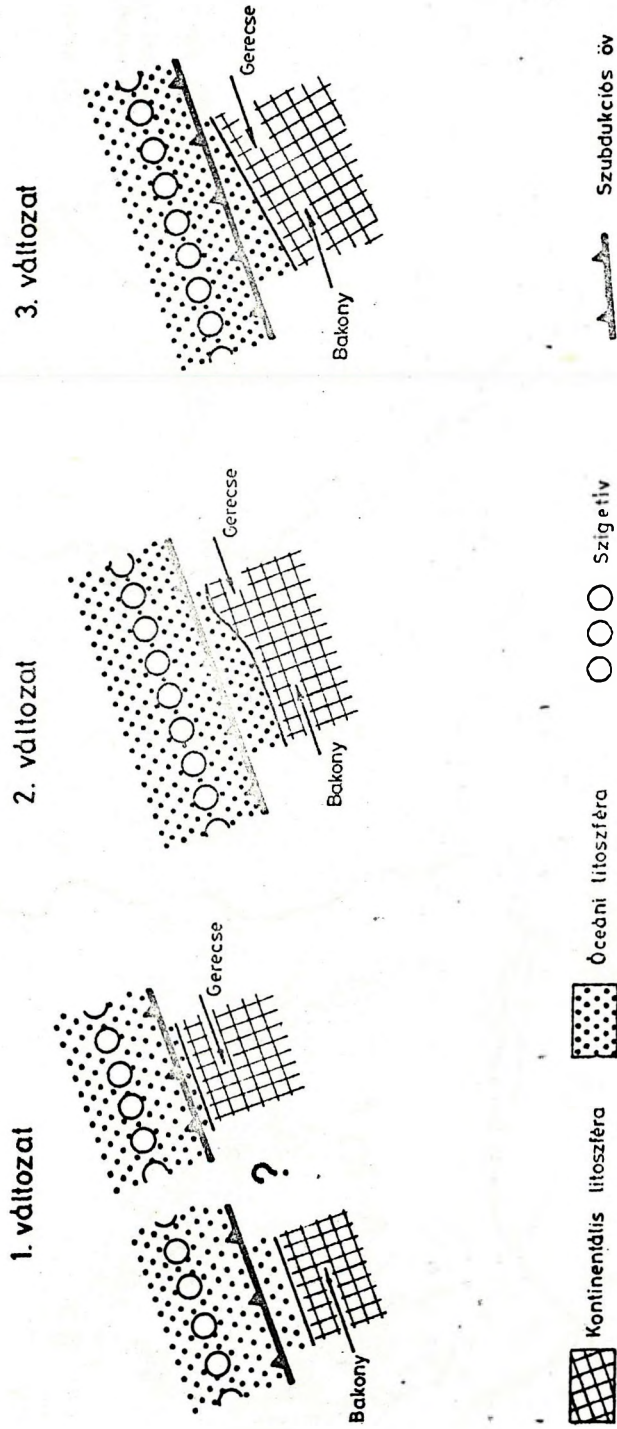 1. változat
Bakony
?
Gerecse
2. változat
Bakony
Gerecse
3. változat
Bakony
Gerecse
Kontinentális litoszféra
Óceáni litoszféra
Szigetív
Szubdukciós öv